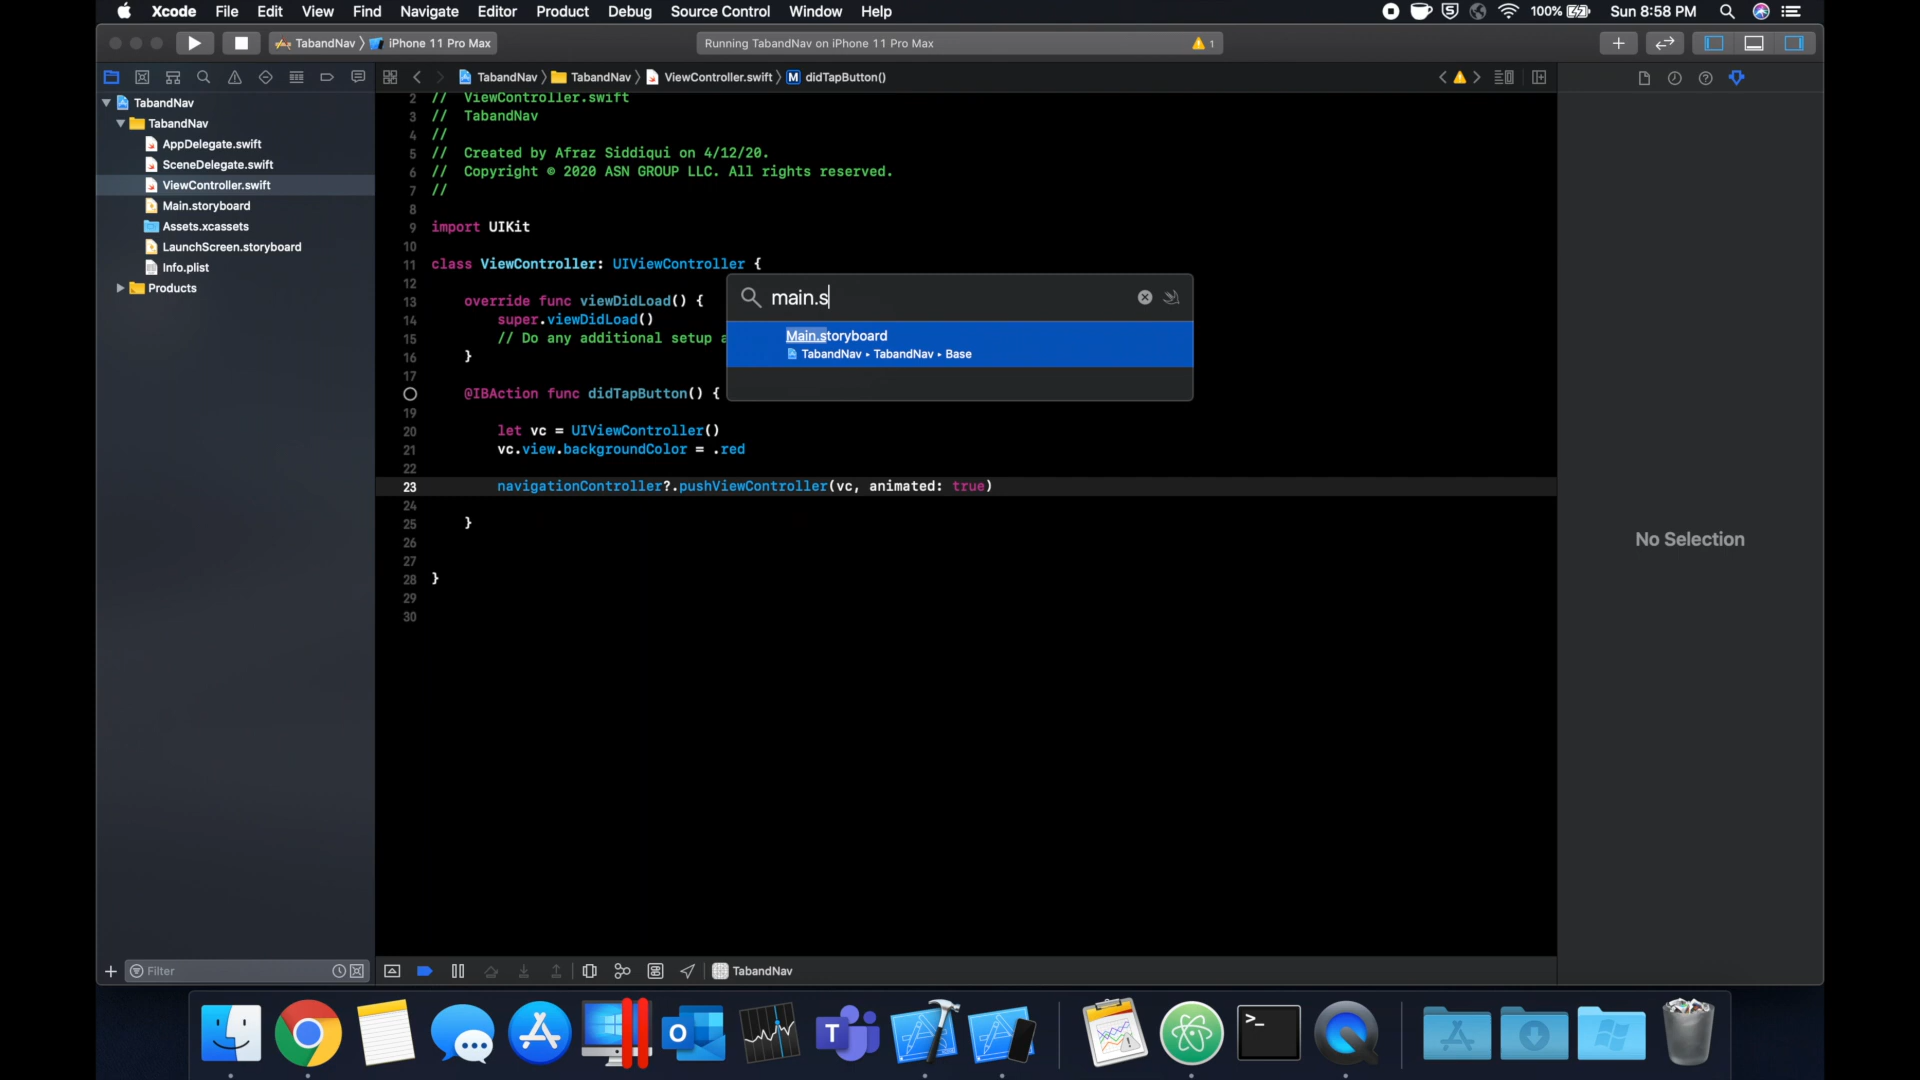 Xcode File Edit View Find Navigate Editor Product Debug Source Control Window Help 100% Sun 8:58 PM
TabandNav iPhone 11 Pro Max Running TabandNav on iPhone 11 Pro Max 1
TabandNav TabandNav ViewController.swift M didTapButton()
TabandNav
TabandNav
AppDelegate.swift
SceneDelegate.swift
ViewController.swift
Main.storyboard
Assets.xcassets
LaunchScreen.storyboard
Info.plist
Products
2 // ViewController.swift
3 // TabandNav
4 //
5 // Created by Afraz Siddiqui on 4/12/20.
6 // Copyright © 2020 ASN GROUP LLC. All rights reserved.
7 //
8
9 import UIKit
10
11 class ViewController: UIViewController {
12
13 override func viewDidLoad() {
14 super.viewDidLoad()
15 // Do any additional setup a
16 }
17
@IBAction func didTapButton() {
19
20 let vc = UIViewController()
21 vc.view.backgroundColor = .red
22
23 navigationController?.pushViewController(vc, animated: true)
24
25 }
26
27
28 }
29
30
main.s
Main.storyboard
TabandNav ▸ TabandNav ▸ Base
No Selection
Filter
TabandNav